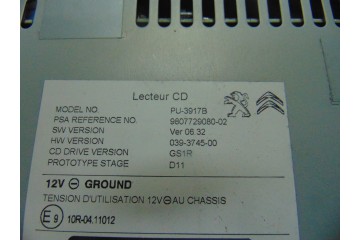 Lecteur CD
MODEL NO. PU-3917B
PSA REFERENCE NO. 9807729080-02
SW VERSION Ver 06.32
HW VERSION 039-3745-00
CD DRIVE VERSION GS1R
PROTOTYPE STAGE D11
12V ⊖ GROUND
TENSION D'UTILISATION 12V ⊖ AU CHASSIS
E9 10R-04.11012